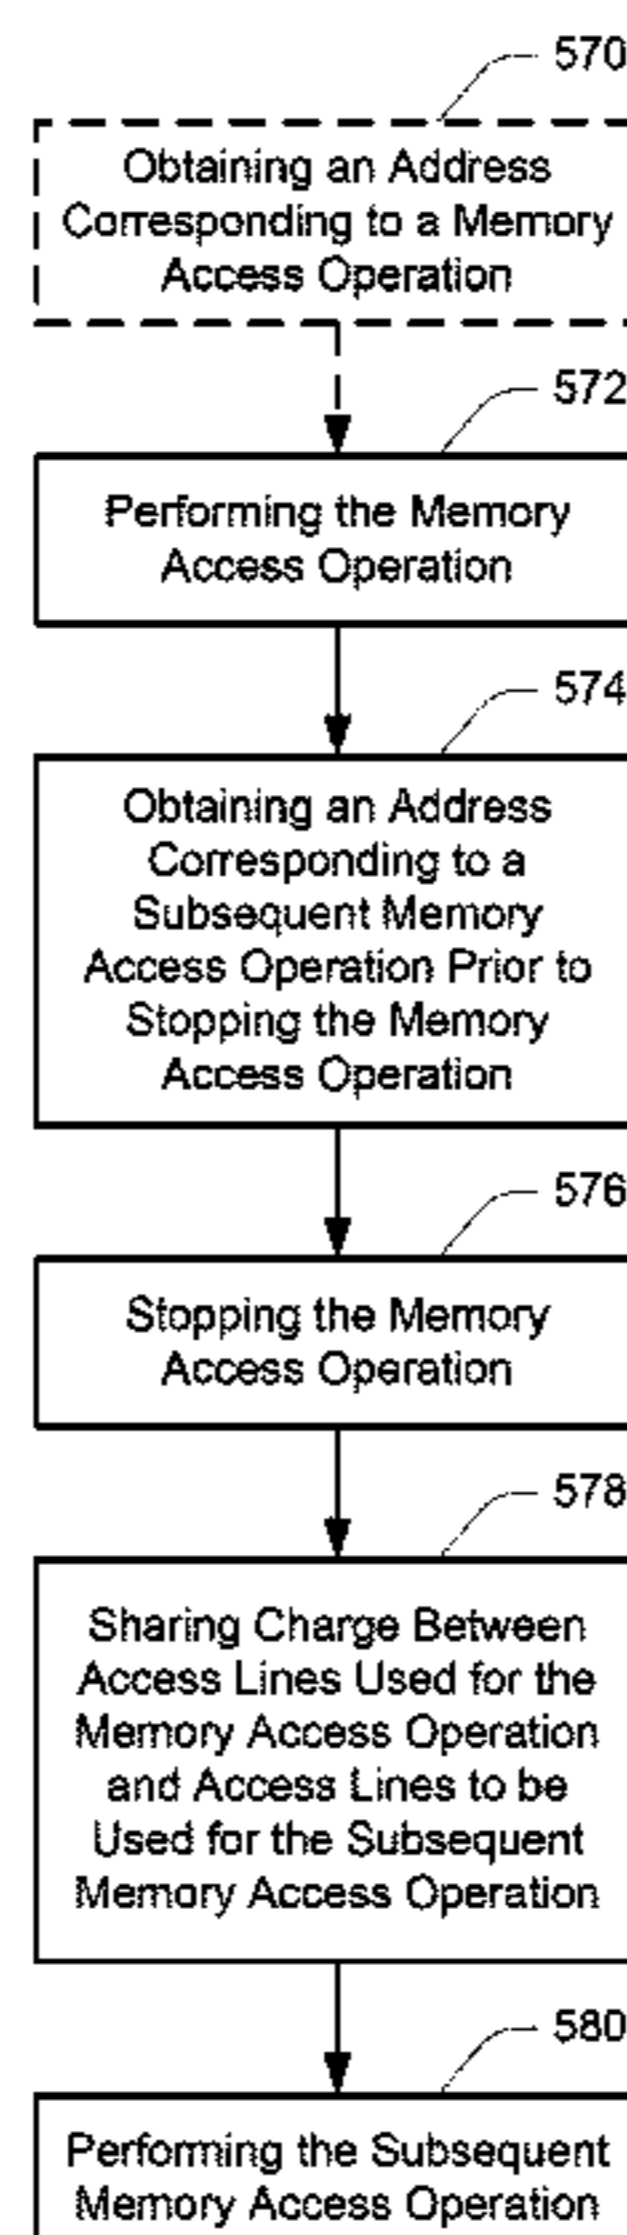 570
Obtaining an Address
Corresponding to a Memory
Access Operation
572
Performing the Memory
Access Operation
574
Obtaining an Address
Corresponding to a
Subsequent Memory
Access Operation Prior to
Stopping the Memory
Access Operation
576
Stopping the Memory
Access Operation
578
Sharing Charge Between
Access Lines Used for the
Memory Access Operation
and Access Lines to be
Used for the Subsequent
Memory Access Operation
580
Performing the Subsequent
Memory Access Operation